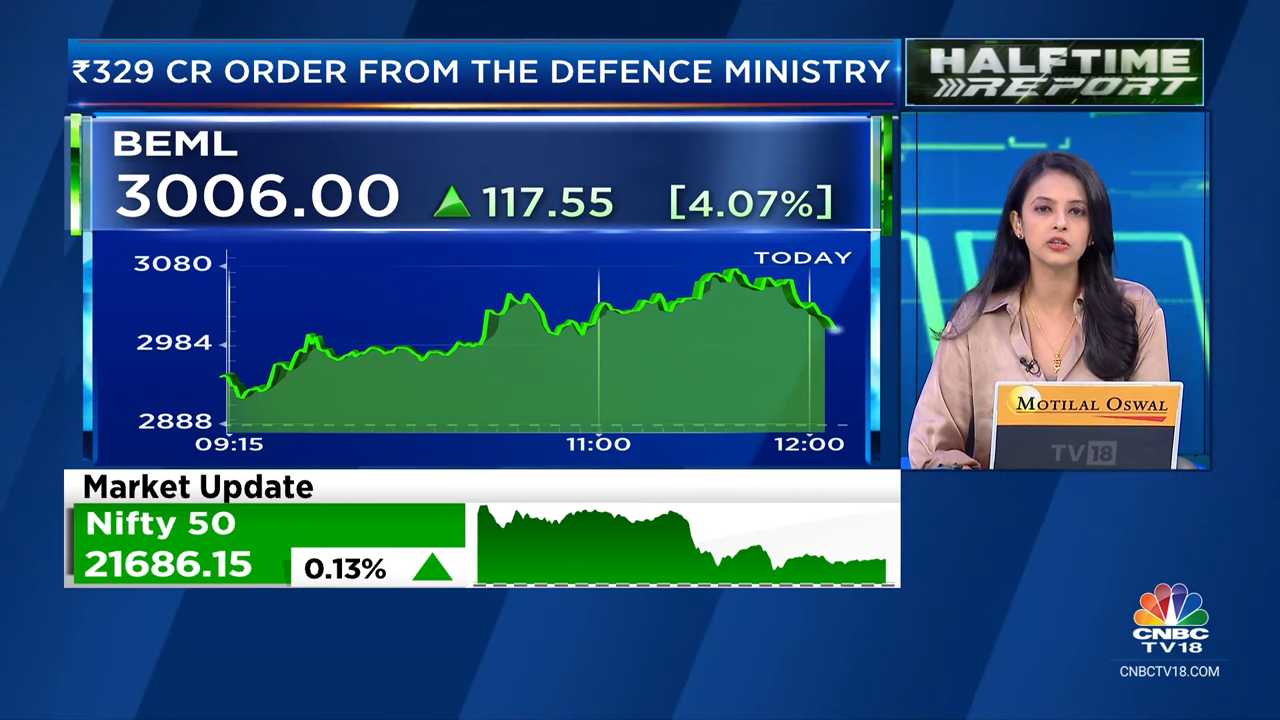 ₹329 CR ORDER FROM THE DEFENCE MINISTRY
HALFTIME
REPORT
BEML
3006.00 ▲ 117.55 [4.07%]
TODAY
3080
2984
2888
09:15 11:00 12:00
MOTILAL OSWAL
TV18
Market Update
Nifty 50
21686.15 0.13% ▲
CNBC
TV18
CNBCTV18.COM